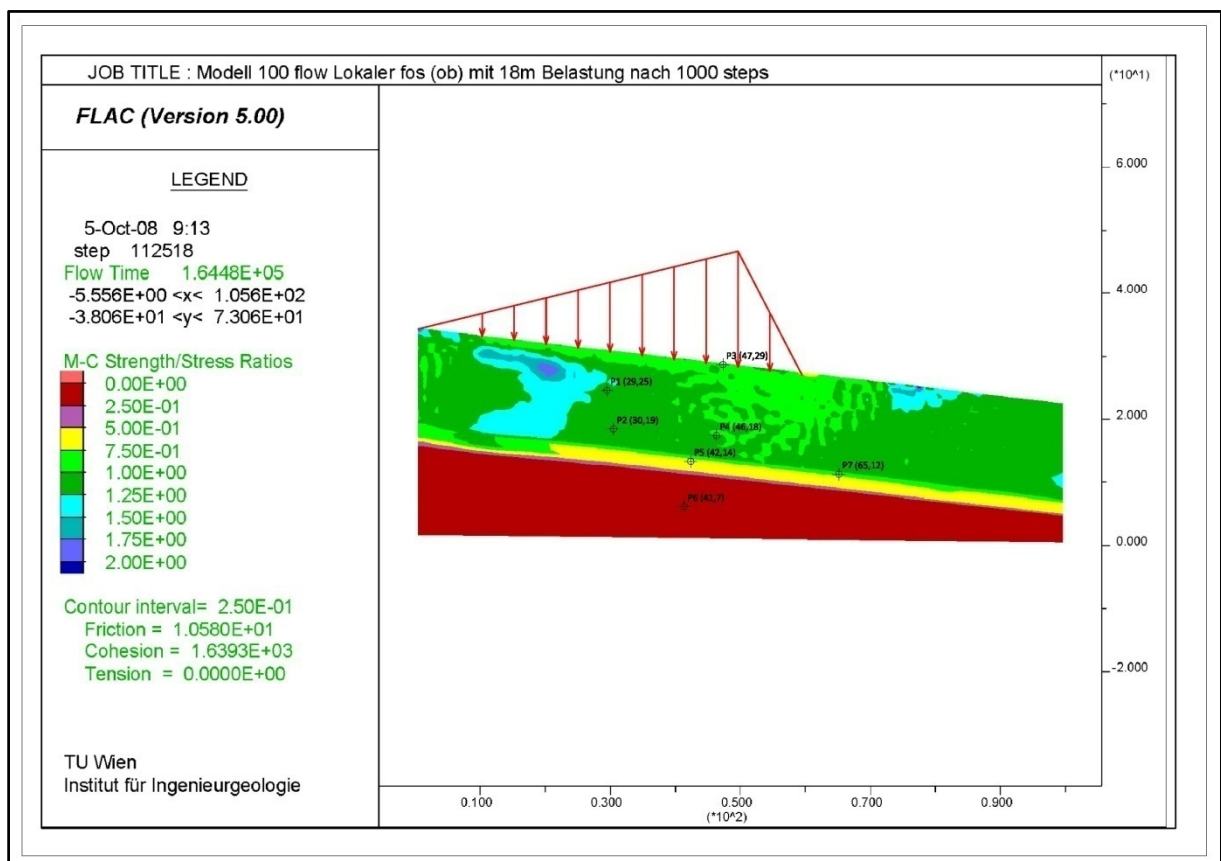 JOB TITLE : Modell 100 flow Lokaler fos (ob) mit 18m Belastung nach 1000 steps
FLAC (Version 5.00)
LEGEND
5-Oct-08 9:13
step 112518
Flow Time 1.6448E+05
-5.556E+00 <x< 1.056E+02
-3.806E+01 <y< 7.306E+01
M-C Strength/Stress Ratios
0.00E+00
2.50E-01
5.00E-01
7.50E-01
1.00E+00
1.25E+00
1.50E+00
1.75E+00
2.00E+00
Contour interval= 2.50E-01
Friction = 1.0580E+01
Cohesion = 1.6393E+03
Tension = 0.0000E+00
TU Wien
Institut für Ingenieurgeologie
P3 (47,29)
P1 (29,25)
P2 (30,19)
P4 (46,18)
P5 (42,14)
P7 (65,12)
P6 (41,7)
(*10^1)
6.000
4.000
2.000
0.000
-2.000
0.100 0.300 0.500 0.700 0.900
(*10^2)